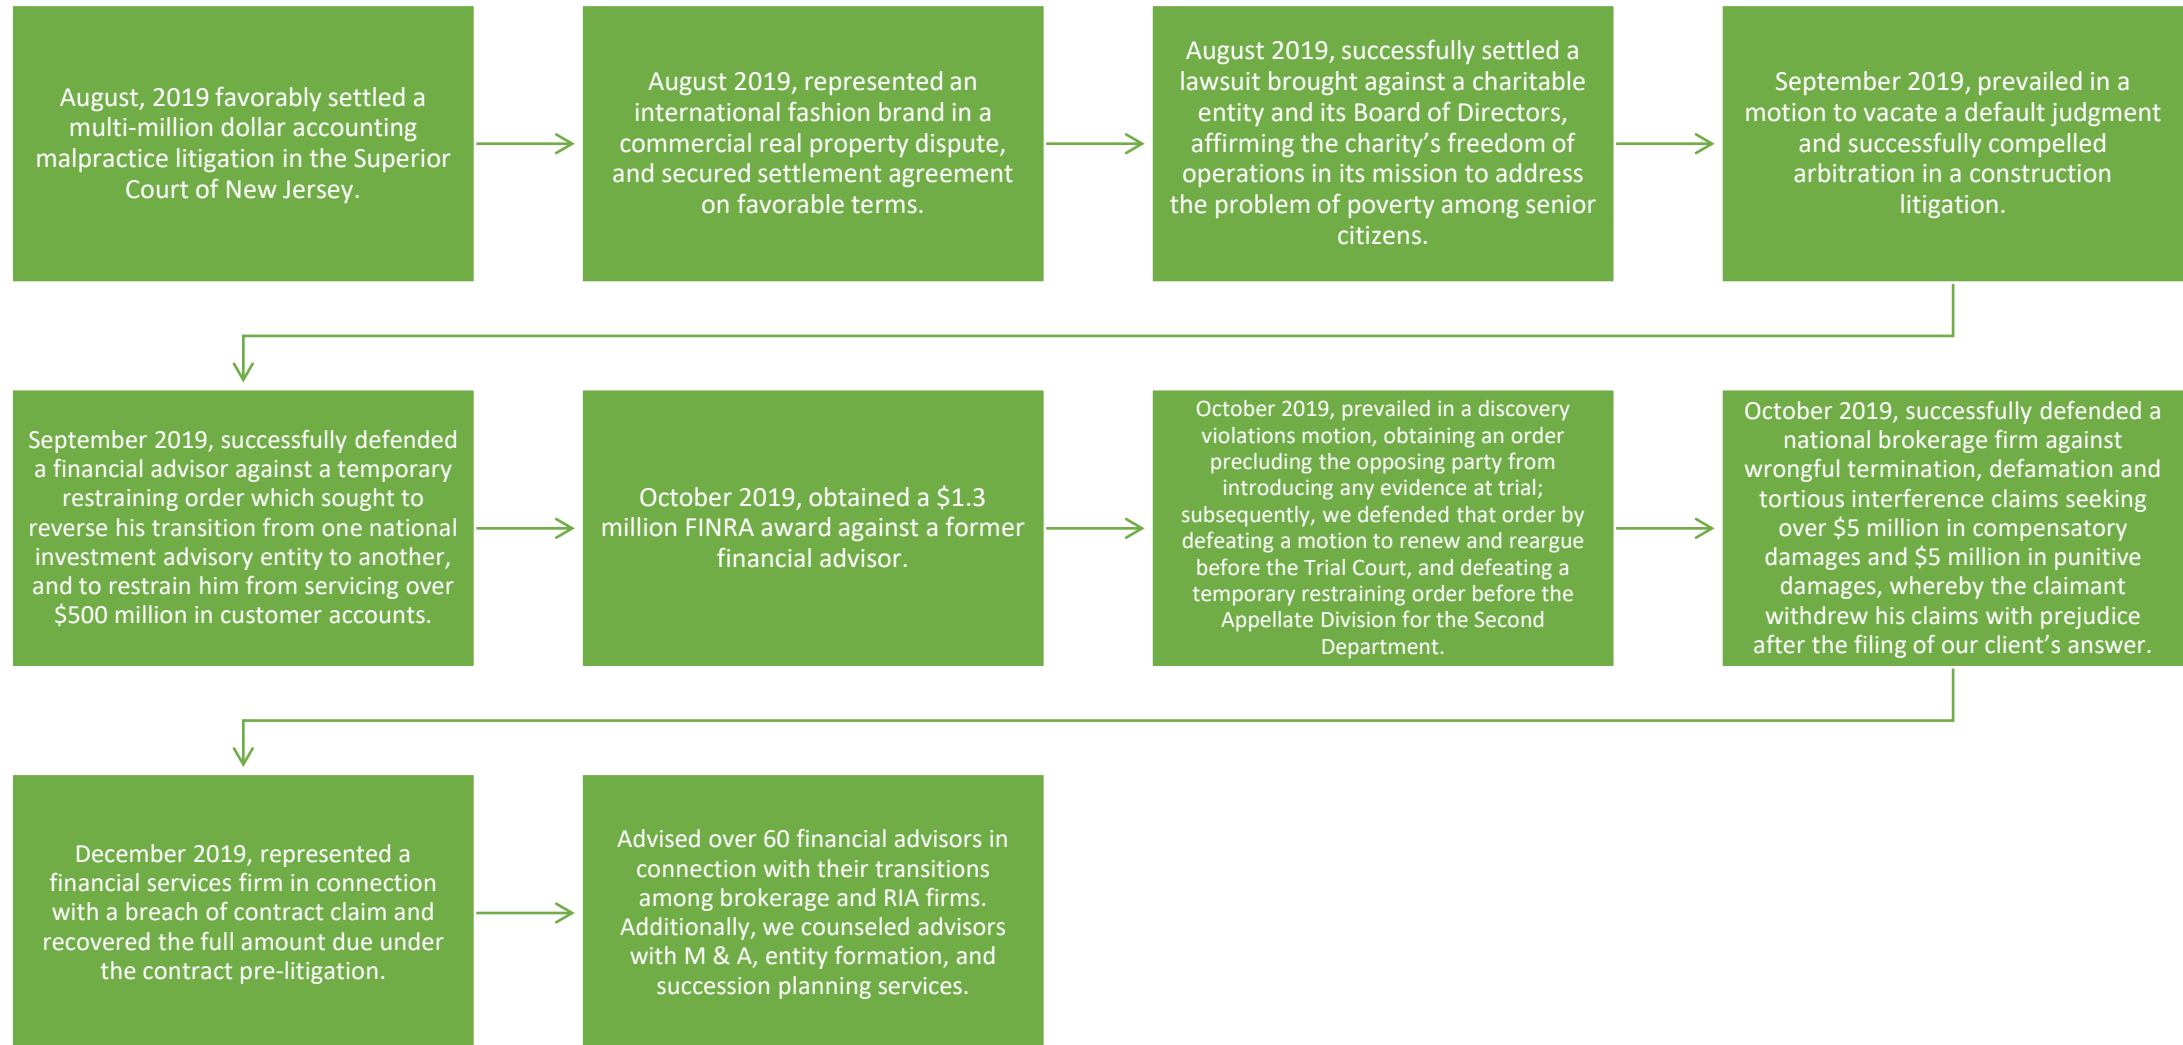 August, 2019 favorably settled a
multi-million dollar accounting
malpractice litigation in the Superior
Court of New Jersey.
August 2019, represented an
international fashion brand in a
commercial real property dispute,
and secured settlement agreement
on favorable terms.
August 2019, successfully settled a
lawsuit brought against a charitable
entity and its Board of Directors,
affirming the charity’s freedom of
operations in its mission to address
the problem of poverty among senior
citizens.
September 2019, prevailed in a
motion to vacate a default judgment
and successfully compelled
arbitration in a construction
litigation.
September 2019, successfully defended
a financial advisor against a temporary
restraining order which sought to
reverse his transition from one national
investment advisory entity to another,
and to restrain him from servicing over
$500 million in customer accounts.
October 2019, obtained a $1.3
million FINRA award against a former
financial advisor.
October 2019, prevailed in a discovery
violations motion, obtaining an order
precluding the opposing party from
introducing any evidence at trial;
subsequently, we defended that order by
defeating a motion to renew and reargue
before the Trial Court, and defeating a
temporary restraining order before the
Appellate Division for the Second
Department.
October 2019, successfully defended a
national brokerage firm against
wrongful termination, defamation and
tortious interference claims seeking
over $5 million in compensatory
damages and $5 million in punitive
damages, whereby the claimant
withdrew his claims with prejudice
after the filing of our client’s answer.
December 2019, represented a
financial services firm in connection
with a breach of contract claim and
recovered the full amount due under
the contract pre-litigation.
Advised over 60 financial advisors in
connection with their transitions
among brokerage and RIA firms.
Additionally, we counseled advisors
with M & A, entity formation, and
succession planning services.